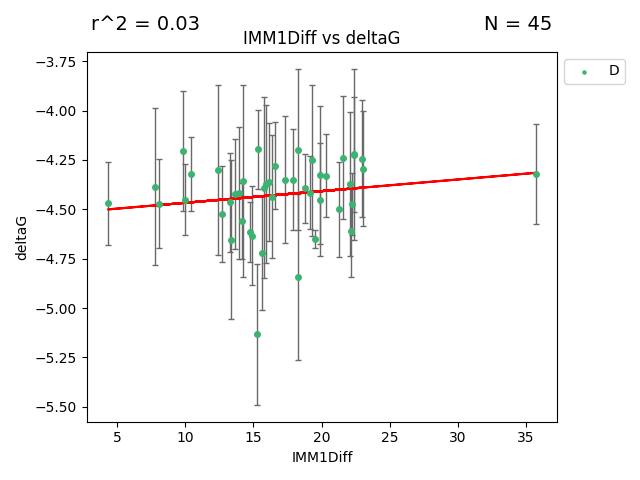 r^2 = 0.03
N = 45
IMM1Diff vs deltaG
D
−3.75
−4.00
−4.25
−4.50
−4.75
−5.00
−5.25
−5.50
deltaG
5 10 15 20 25 30 35
IMM1Diff